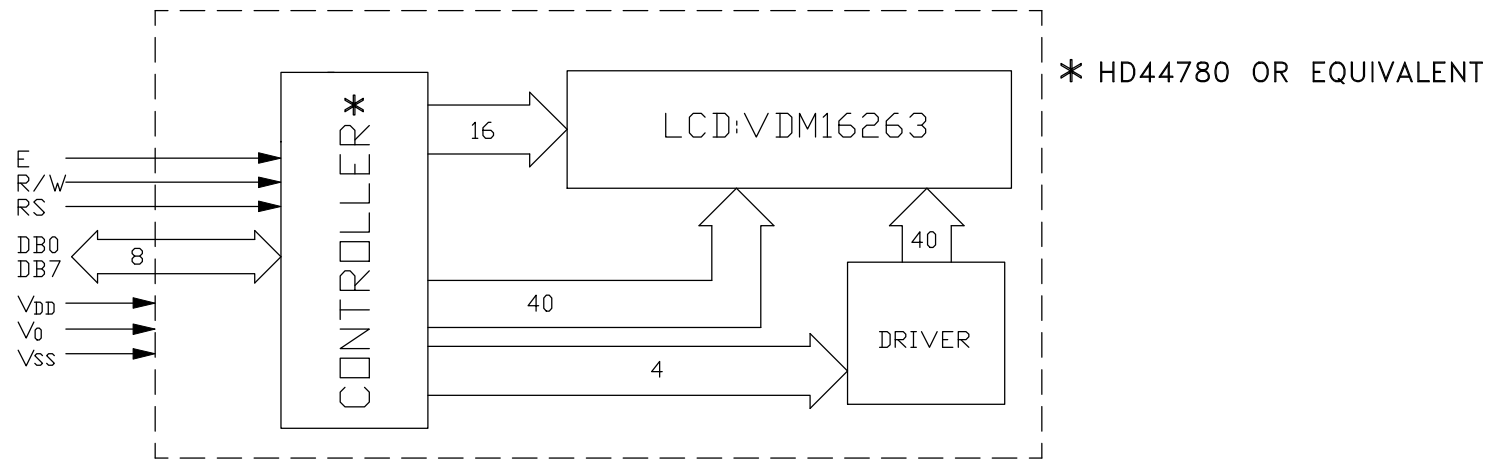 * HD44780 OR EQUIVALENT
CONTROLLER*
16
LCD:VDM16263
E
R/W
RS
DB0
DB7
8
40
40
VDD
V0
VSS
DRIVER
4